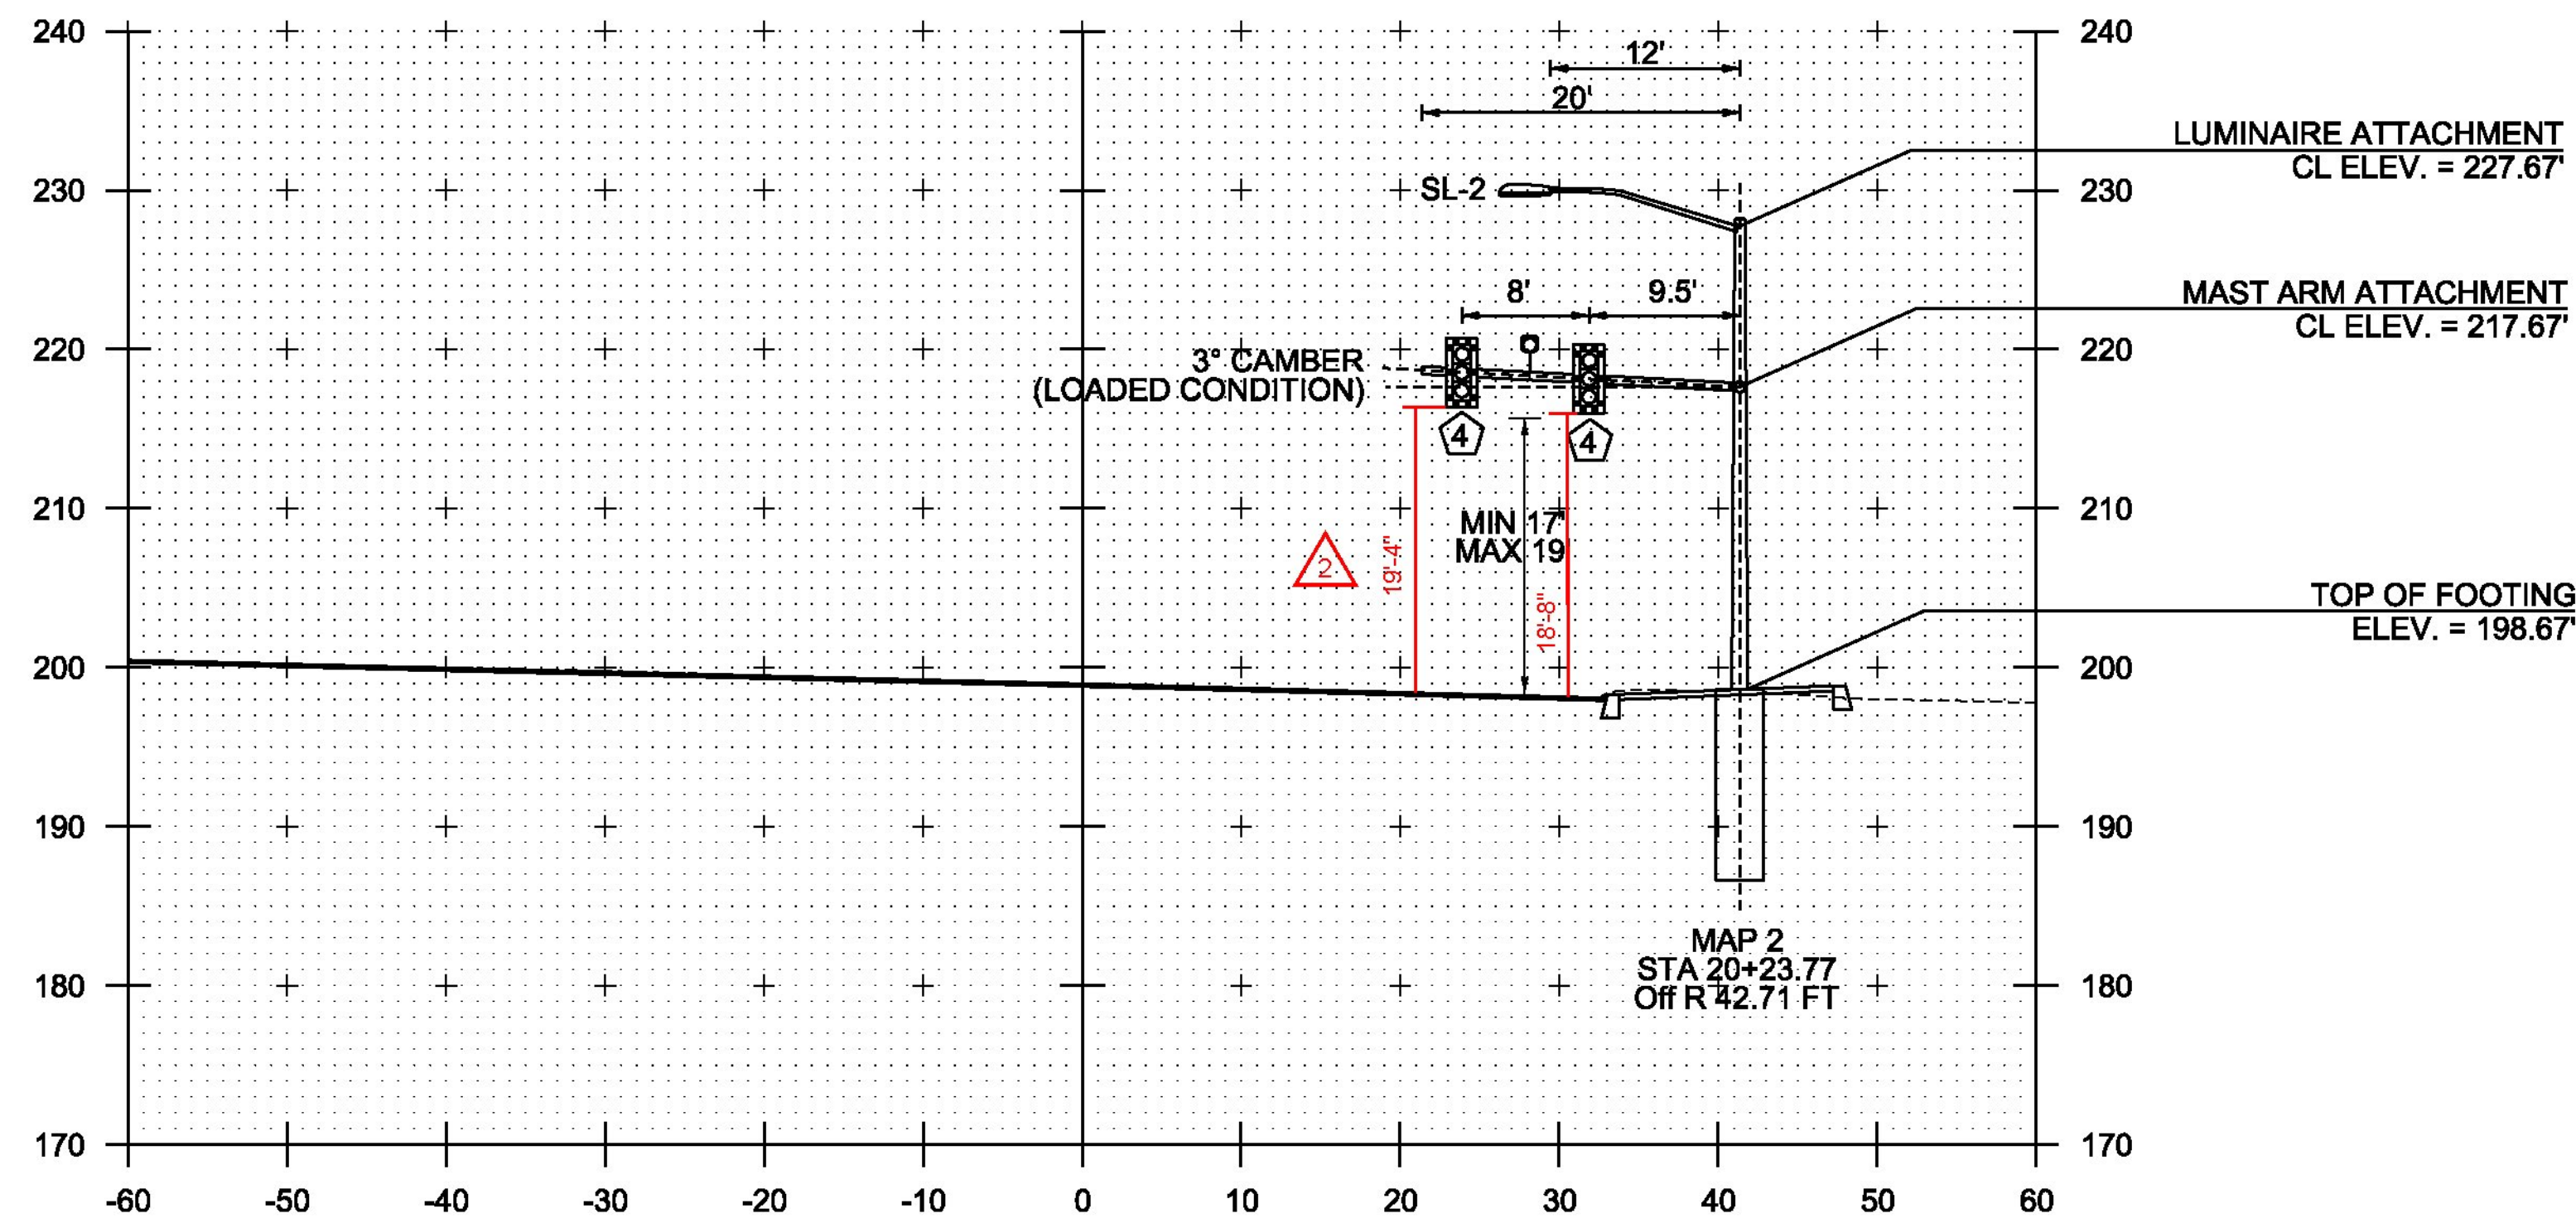 240
240
12'
20'
LUMINAIRE ATTACHMENT
CL ELEV. = 227.67'
230
SL-2
230
8'
9.5'
MAST ARM ATTACHMENT
CL ELEV. = 217.67'
220
3° CAMBER
(LOADED CONDITION)
220
4
4
210
MIN 17'
MAX 19
210
2
19'-4"
18'-8"
TOP OF FOOTING
ELEV. = 198.67'
200
200
190
190
MAP 2
STA 20+23.77
Off R 42.71 FT
180
180
170
170
-60 -50 -40 -30 -20 -10 0 10 20 30 40 50 60